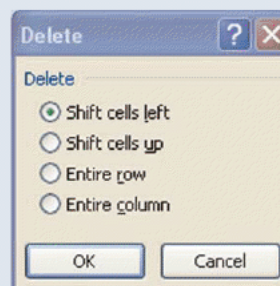 Delete
Delete
Shift cells left
Shift cells up
Entire row
Entire column
OK
Cancel